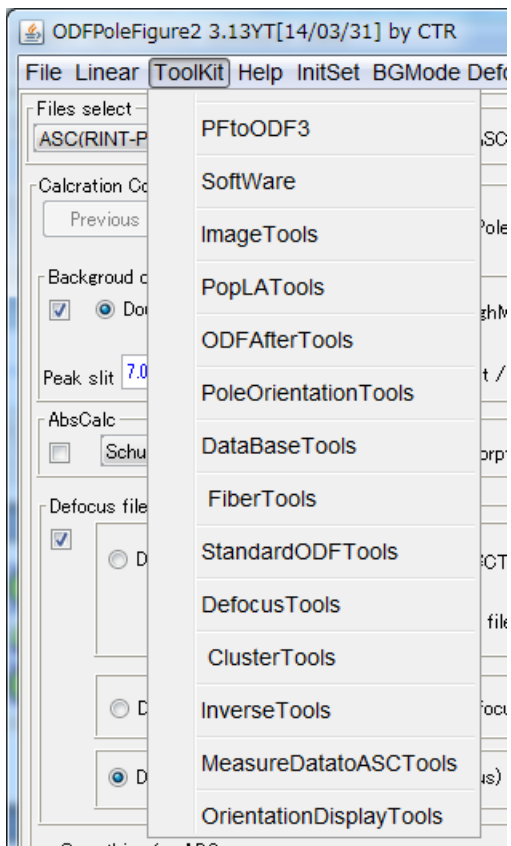 ODFPoleFigure2 3.13YT[14/03/31] by CTR
File Linear ToolKit Help InitSet BGMode
Files select
ASC(RINT-P
PFtoODF3
SoftWare
Calcration
Previous
ImageTools
Backgroud
PopLATools
ODFAfterTools
Peak slit 7.0
PoleOrientationTools
AbsCalc
DataBaseTools
Schu
FiberTools
Defocus file
StandardODFTools
D
DefocusTools
file
ClusterTools
D
InverseTools
D
MeasureDatatoASCTools
OrientationDisplayTools